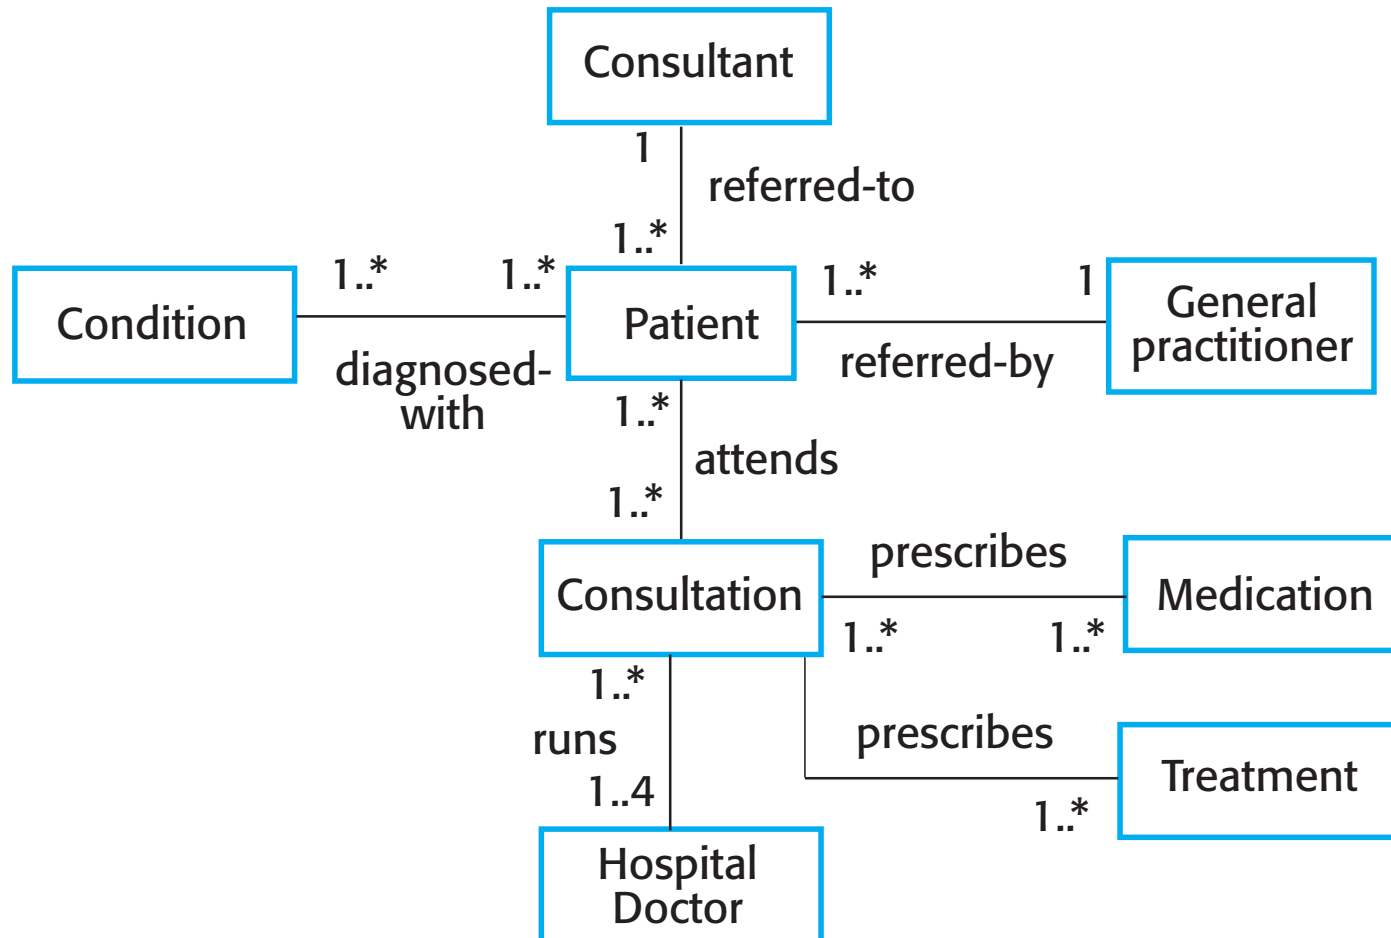 Consultant
1
referred-to
1..*
1..*
1..*
1..*
1
Condition
Patient
General
practitioner
diagnosed-
with
referred-by
1..*
attends
1..*
prescribes
Consultation
Medication
1..*
1..*
1..*
runs
prescribes
1..4
Treatment
1..*
Hospital
Doctor